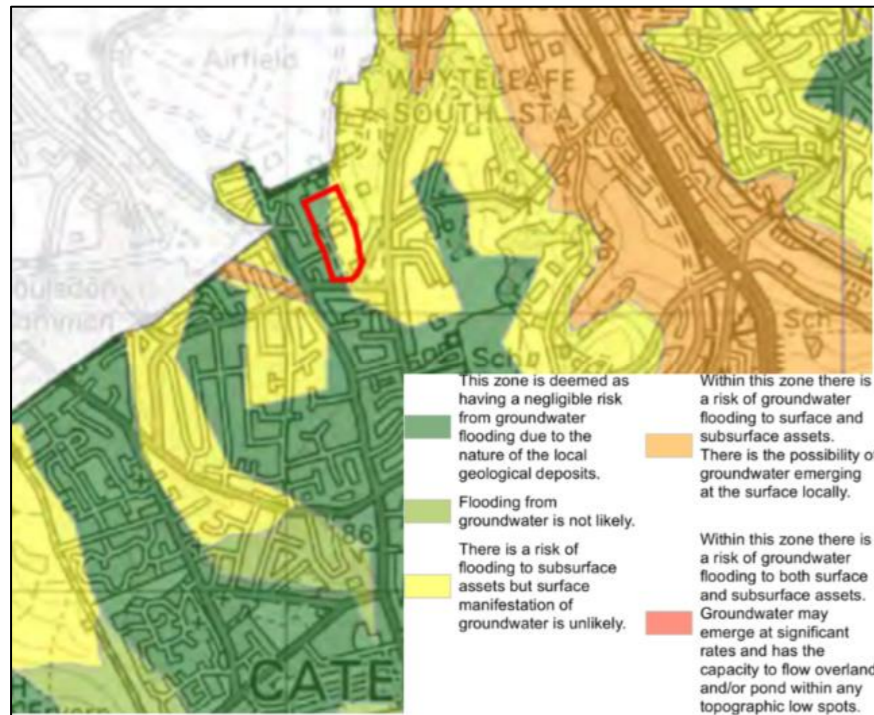 Airfield
WHYTELEAFE
SOUTH STA
LC
Sch
Sch
86
CATE
This zone is deemed as
having a negligible risk
from groundwater
flooding due to the
nature of the local
geological deposits.
Flooding from
groundwater is not likely.
There is a risk of
flooding to subsurface
assets but surface
manifestation of
groundwater is unlikely.
Within this zone there is
a risk of groundwater
flooding to surface and
subsurface assets.
There is the possibility of
groundwater emerging
at the surface locally.
Within this zone there is
a risk of groundwater
flooding to both surface
and subsurface assets.
Groundwater may
emerge at significant
rates and has the
capacity to flow overland
and/or pond within any
topographic low spots.